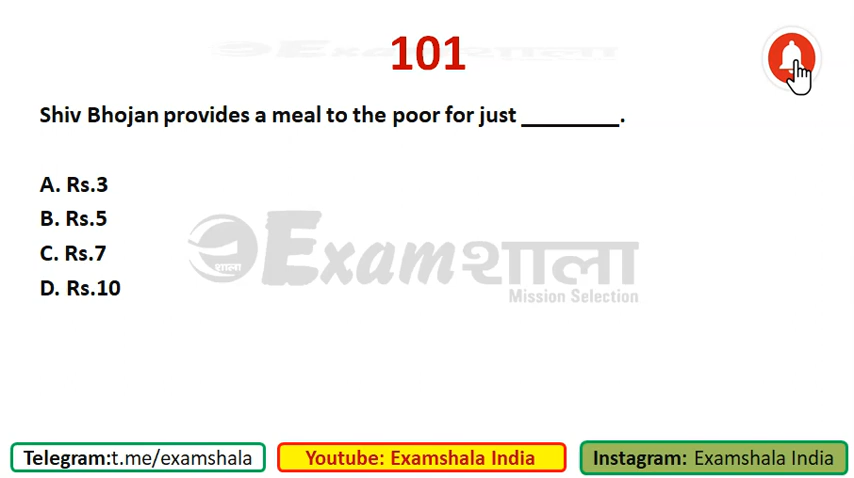 101
Shiv Bhojan provides a meal to the poor for just _________.
A. Rs.3
B. Rs.5
C. Rs.7
D. Rs.10
शाला Examशाला
Mission Selection
Telegram:t.me/examshala
Youtube: Examshala India
Instagram: Examshala India